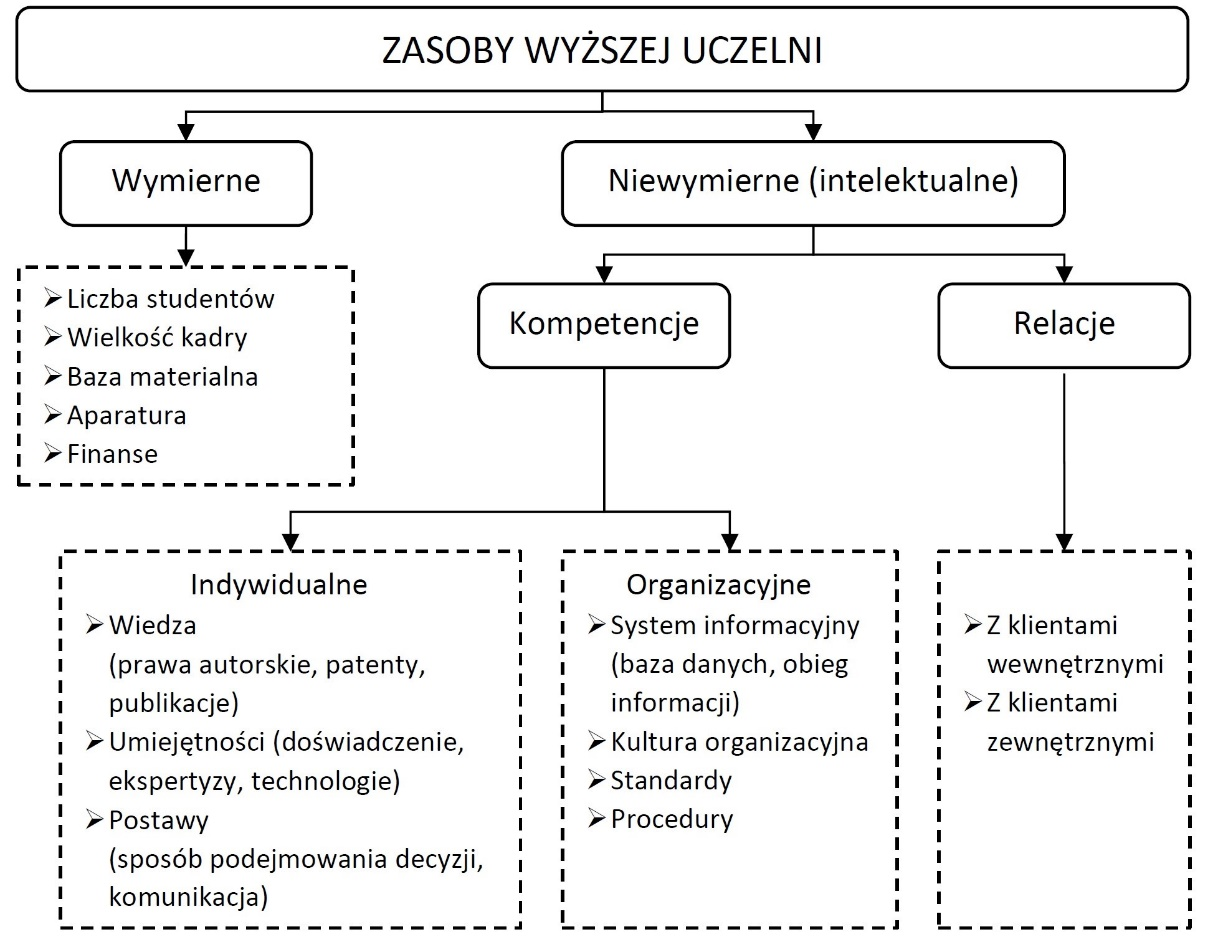 ZASOBY WYŻSZEJ UCZELNI
Wymierne
Niewymierne (intelektualne)
➢ Liczba studentów
➢ Wielkość kadry
➢ Baza materialna
➢ Aparatura
➢ Finanse
Kompetencje
Relacje
Indywidualne
➢ Wiedza
(prawa autorskie, patenty,
publikacje)
➢ Umiejętności (doświadczenie,
ekspertyzy, technologie)
➢ Postawy
(sposób podejmowania decyzji,
komunikacja)
Organizacyjne
➢ System informacyjny
(baza danych, obieg
informacji)
➢ Kultura organizacyjna
➢ Standardy
➢ Procedury
➢ Z klientami
wewnętrznymi
➢ Z klientami
zewnętrznymi